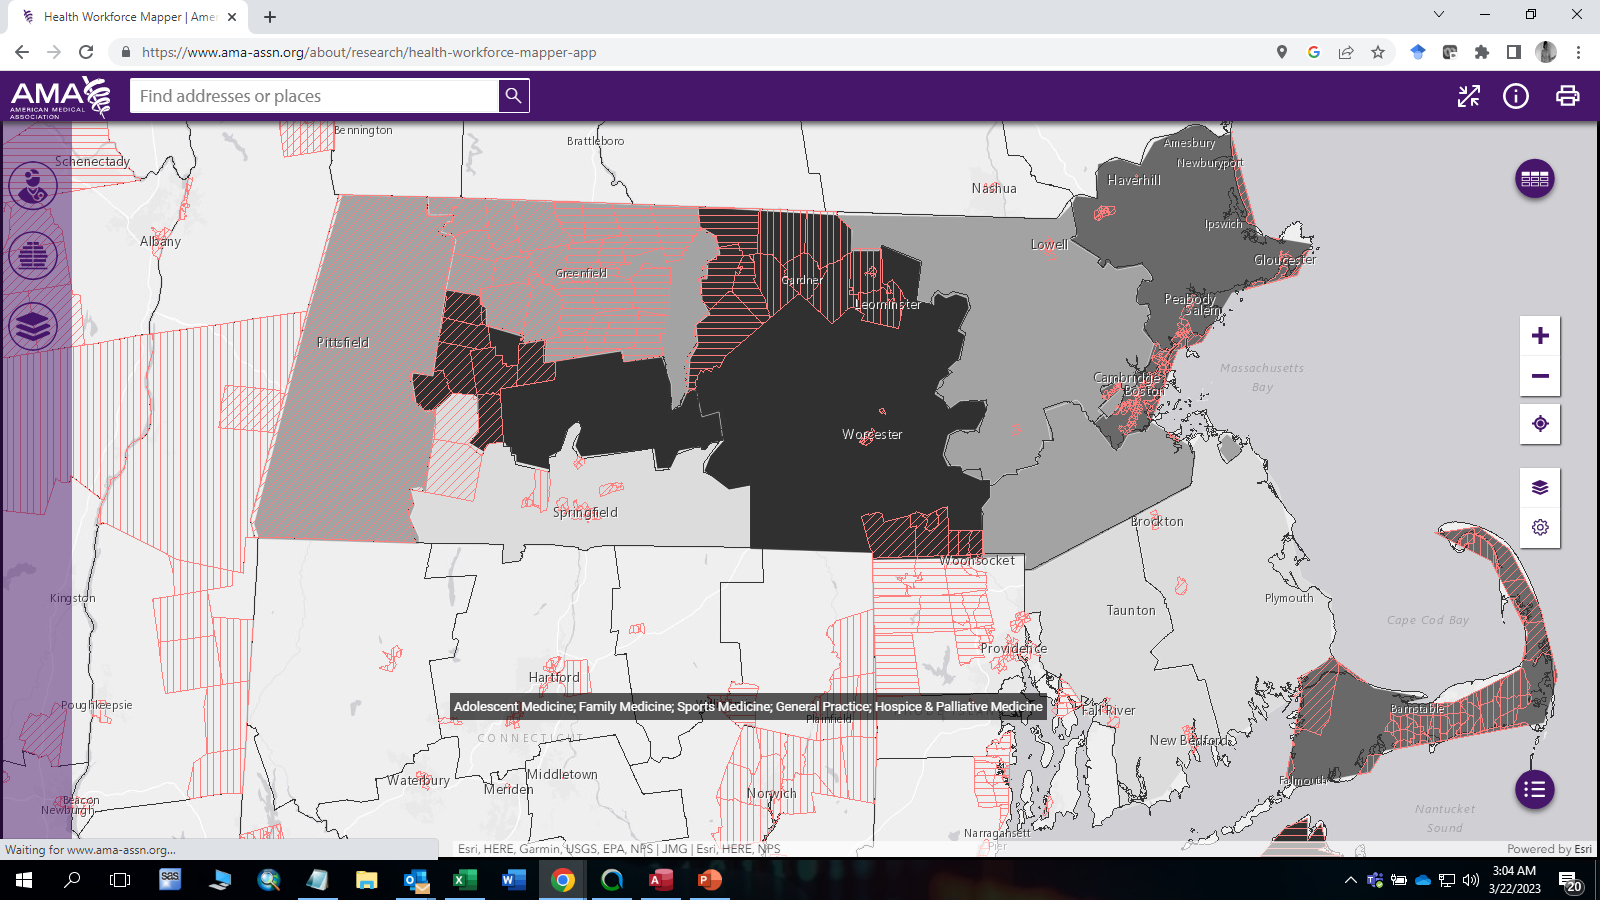 Health Workforce Mapper | Amer
https://www.ama-assn.org/about/research/health-workforce-mapper-app
AMA
AMERICAN MEDICAL
ASSOCIATION
Find addresses or places
Bennington
Brattleboro
Amesbury
Newburyport
Schenectady
Haverhill
Nashua
Ipswich
Albany
Lowell
Gloucester
Greenfield
Gardner
Leominster
Peabody
Salem
Pittsfield
Massachusetts
Bay
Cambridge
Boston
Worcester
Springfield
Brockton
Woonsocket
Kingston
Plymouth
Taunton
Cape Cod Bay
Providence
Hartford
Poughkeepsie
Adolescent Medicine; Family Medicine; Sports Medicine; General Practice; Hospice & Palliative Medicine
Fall River
Barnstable
Plainfield
CONNECTICUT
New Bedford
Waterbury
Middletown
Meriden
Norwich
Falmouth
Beacon
Newburgh
Nantucket
Sound
Narragansett
Pier
Waiting for www.ama-assn.org...
Esri, HERE, Garmin, USGS, EPA, NPS | JMG | Esri, HERE, NPS
Powered by Esri
sas
3:04 AM
3/22/2023
20